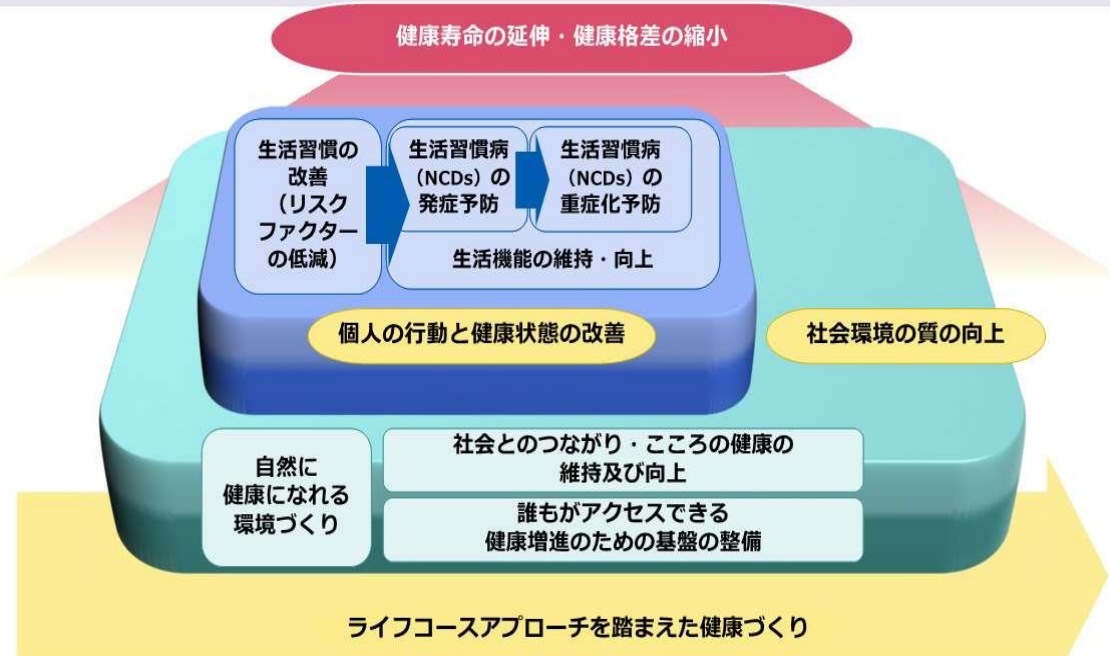 健康寿命の延伸・健康格差の縮小
生活習慣の
改善
（リスク
ファクター
の低減）
生活習慣病
（NCDs）の
発症予防
生活習慣病
（NCDs）の
重症化予防
生活機能の維持・向上
個人の行動と健康状態の改善
社会環境の質の向上
自然に
健康になれる
環境づくり
社会とのつながり・こころの健康の
維持及び向上
誰もがアクセスできる
健康増進のための基盤の整備
ライフコースアプローチを踏まえた健康づくり